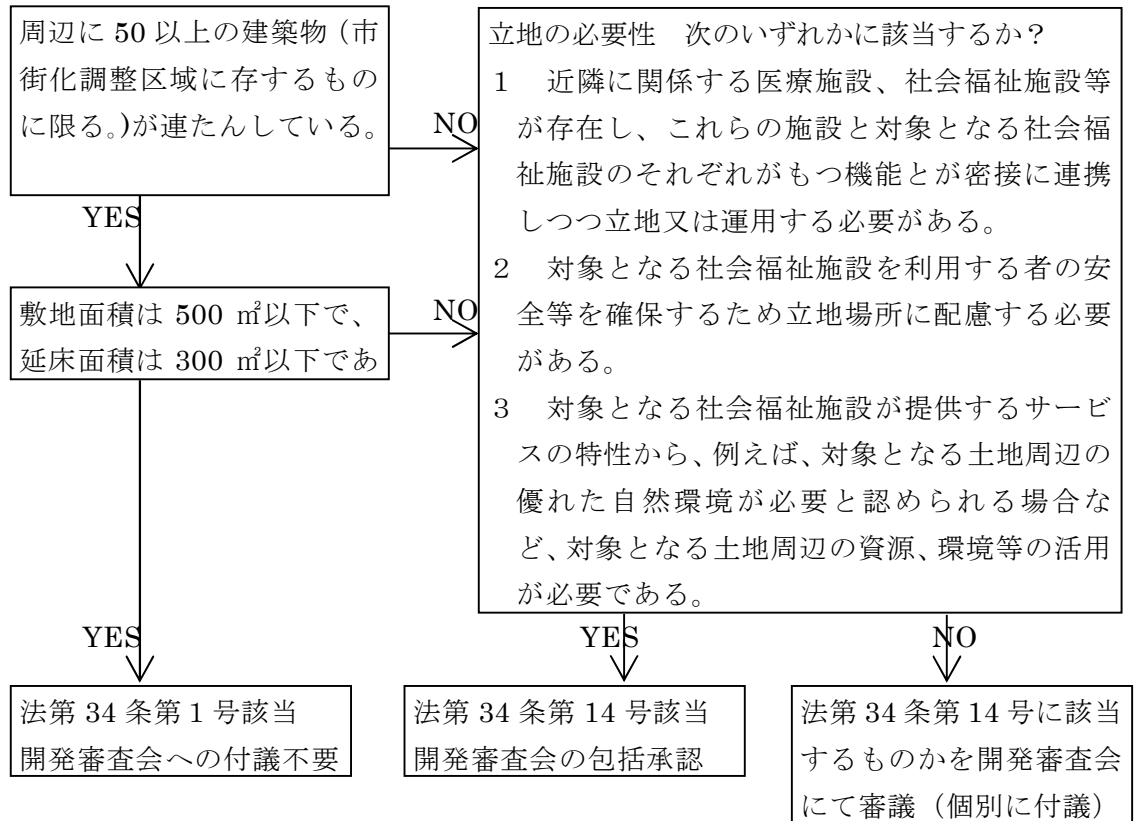 周辺に 50 以上の建築物（市
街化調整区域に存するもの
に限る。)が連たんしている。
NO
YES
敷地面積は 500 ㎡以下で、
延床面積は 300 ㎡以下であ
NO
立地の必要性　次のいずれかに該当するか？
１　近隣に関係する医療施設、社会福祉施設等
が存在し、これらの施設と対象となる社会福
祉施設のそれぞれがもつ機能とが密接に連携
しつつ立地又は運用する必要がある。
２　対象となる社会福祉施設を利用する者の安
全等を確保するため立地場所に配慮する必要
がある。
３　対象となる社会福祉施設が提供するサービ
スの特性から、例えば、対象となる土地周辺の
優れた自然環境が必要と認められる場合な
ど、対象となる土地周辺の資源、環境等の活用
が必要である。
YES
YES
NO
法第 34 条第 1 号該当
開発審査会への付議不要
法第 34 条第 14 号該当
開発審査会の包括承認
法第 34 条第 14 号に該当
するものかを開発審査会
にて審議（個別に付議）